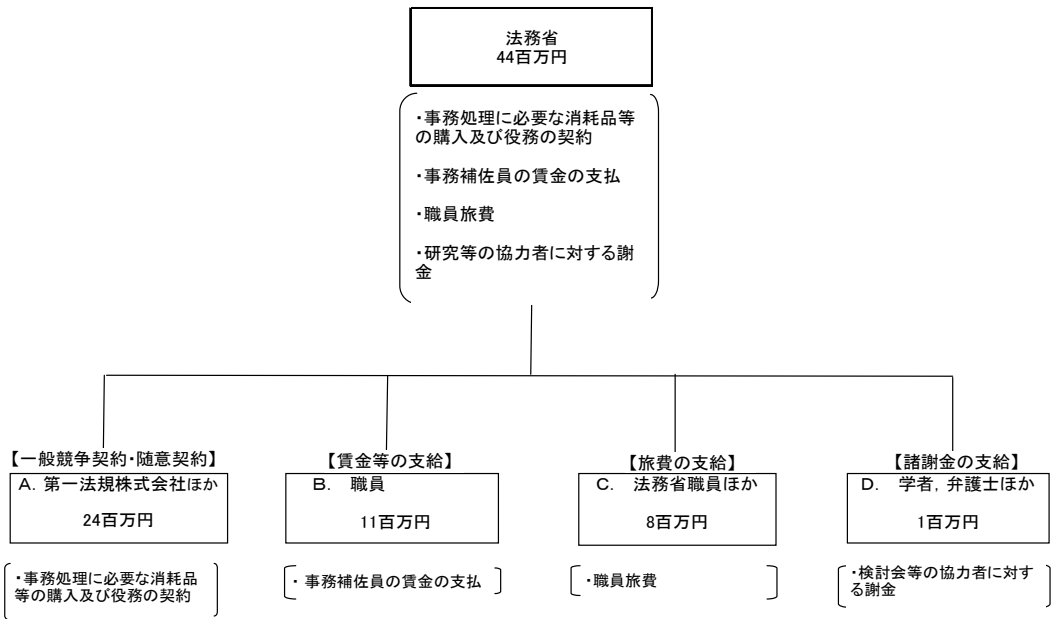 法務省
44百万円
・事務処理に必要な消耗品等
の購入及び役務の契約
・事務補佐員の賃金の支払
・職員旅費
・研究等の協力者に対する謝
金
【一般競争契約・随意契約】
A. 第一法規株式会社ほか
24百万円
・事務処理に必要な消耗品
等の購入及び役務の契約
【賃金等の支給】
B. 職員
11百万円
・ 事務補佐員の賃金の支払
【旅費の支給】
C. 法務省職員ほか
8百万円
・職員旅費
【諸謝金の支給】
D. 学者，弁護士ほか
1百万円
・検討会等の協力者に対す
る謝金